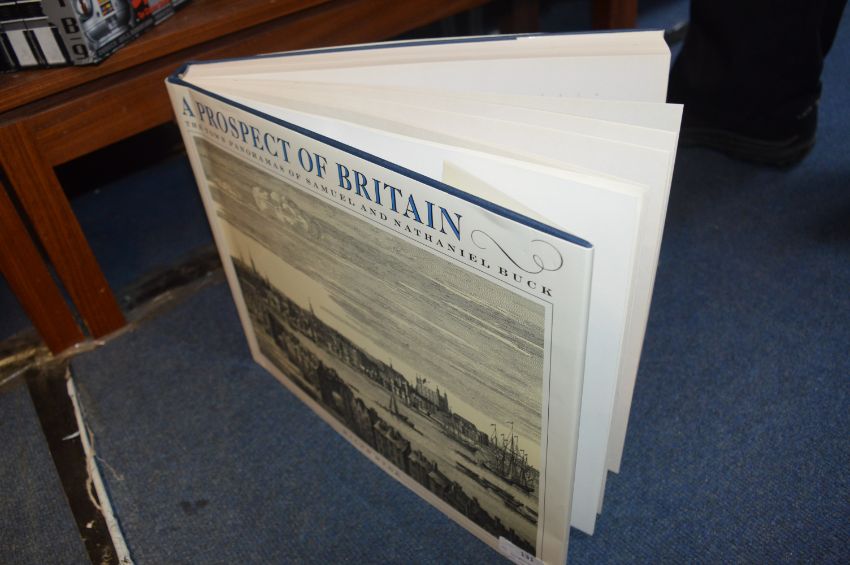 A PROSPECT OF BRITAIN
THE TOWN PANORAMAS OF SAMUEL AND NATHANIEL BUCK